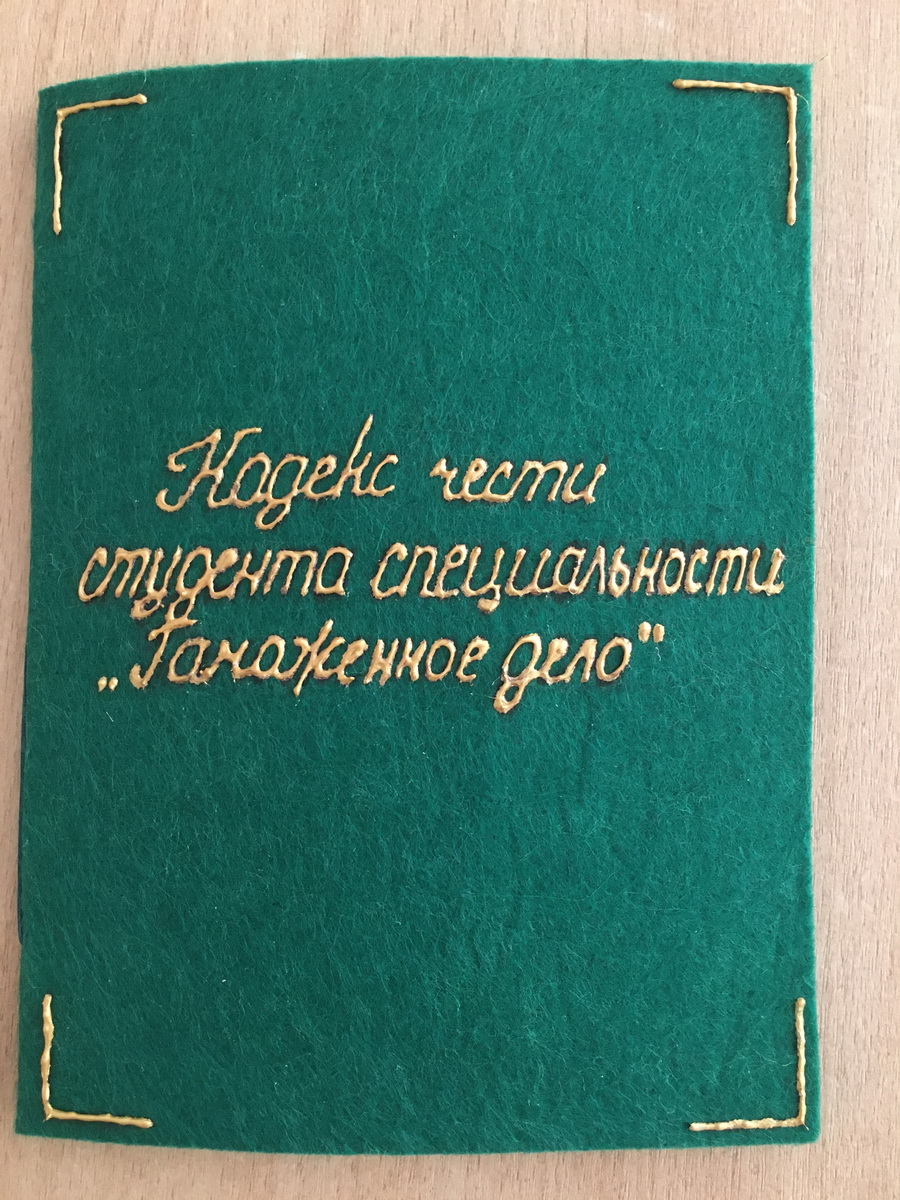 Кодекс чести
студента специальности
„Таможенное дело"